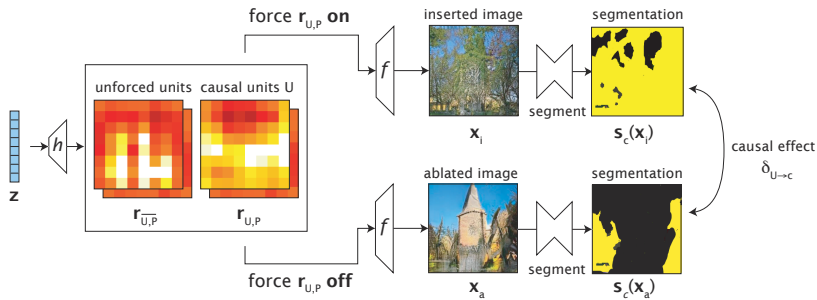 force r_U,P on
inserted image
segmentation
f
unforced units
causal units U
segment
x_i
s_c(x_i)
h
causal effect
δ_U→c
z
ablated image
segmentation
r_U,P
r_U,P
f
force r_U,P off
segment
x_a
s_c(x_a)